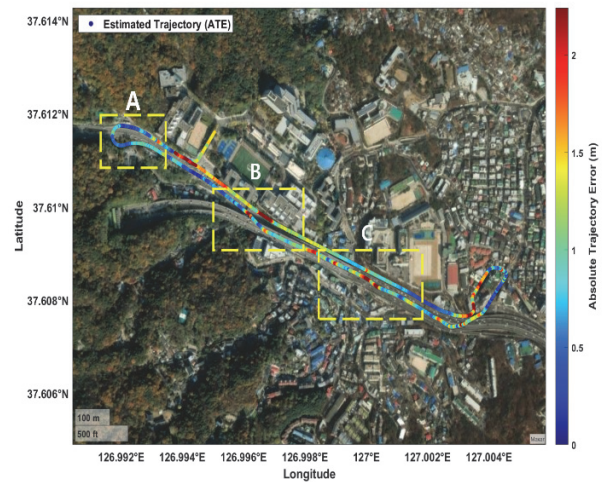 37.614°N
Estimated Trajectory (ATE)
2
A
37.612°N
1.5
B
37.61°N
C
Latitude
Absolute Trajectory Error (m)
1
37.608°N
0.5
37.606°N
100 m
500 ft
Maxar
0
126.992°E 126.994°E 126.996°E 126.998°E 127°E 127.002°E 127.004°E
Longitude